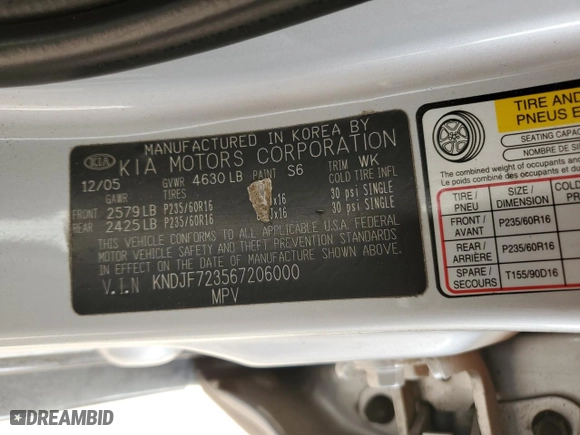 MANUFACTURED IN KOREA BY
KIA KIA MOTORS CORPORATION
12/05 GVWR 4630 LB PAINT S6 TRIM WK
GAWR TIRES COLD TIRE INFL
FRONT 2579 LB P235/60R16 x16 30 psi SINGLE
REAR 2425 LB P235/60R16 Jx16 30 psi SINGLE
THIS VEHICLE CONFORMS TO ALL APPLICABLE U.S.A FEDERAL
MOTOR VEHICLE SAFETY AND THEFT PREVENTION STANDARDS
IN EFFECT ON THE DATE OF MANUFACTURE SHOWN ABOVE.
V.I.N KNDJF723567206000
MPV
TIRE AND
PNEUS E
SEATING CAPA
NOMBRE DE S
The combined weight of occupants and
Le poids total des occupants et
TIRE / PNEU SIZE / DIMENSION COLD
FRONT / AVANT P235/60R16
REAR / ARRIÈRE P235/60R16
SPARE / SECOURS T155/90D16
DREAMBID